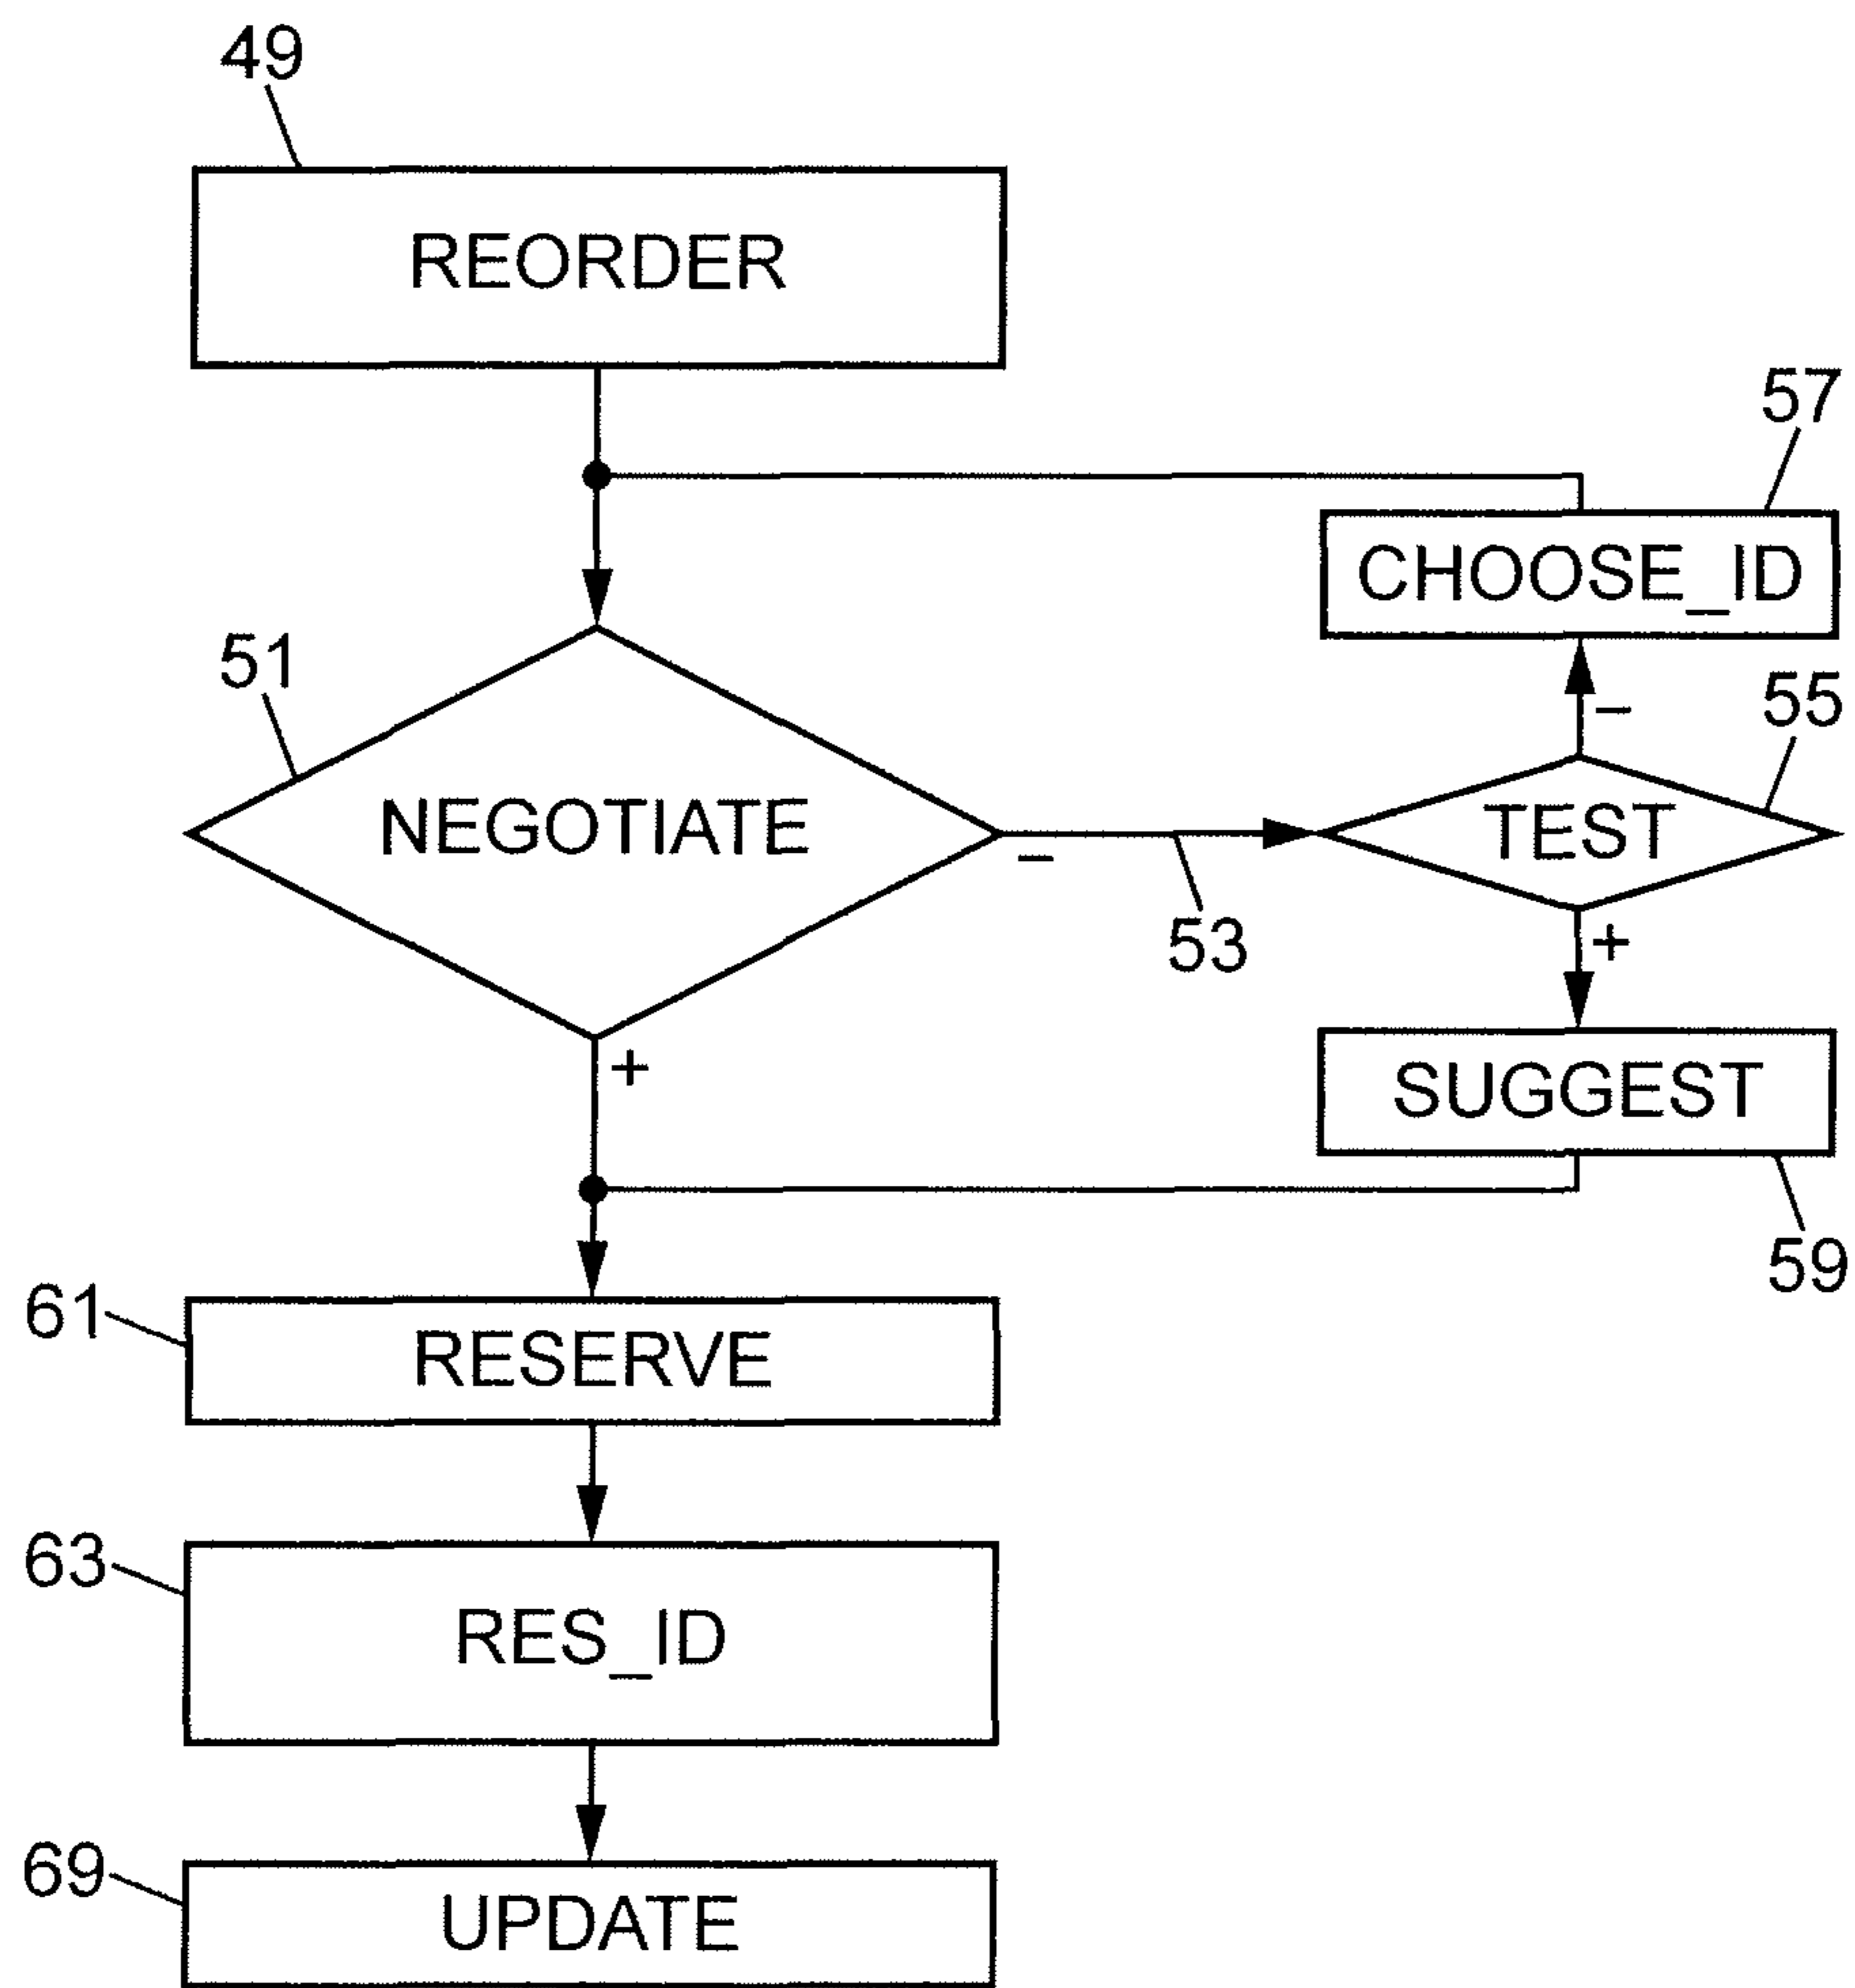 49
REORDER
57
CHOOSE_ID
51
55
–
NEGOTIATE
TEST
–
53
+
+
SUGGEST
59
61
RESERVE
63
RES_ID
69
UPDATE